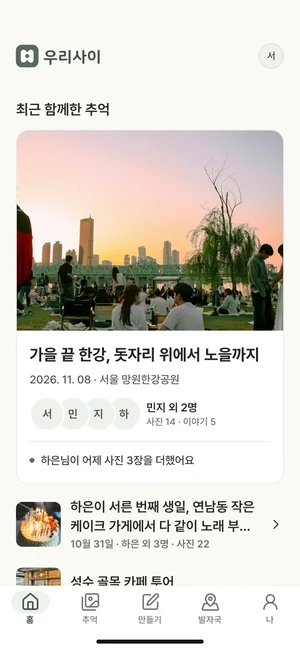 우리사이
서
최근 함께한 추억
가을 끝 한강, 돗자리 위에서 노을까지
2026. 11. 08 · 서울 망원한강공원
서 민 지 하
민지 외 2명
사진 14 · 이야기 5
하은님이 어제 사진 3장을 더했어요
하은이 서른 번째 생일, 연남동 작은
케이크 가게에서 다 같이 노래 부...
10월 31일 · 하은 외 3명 · 사진 22
성수 골목 카페 투어
홈 추억 만들기 발자국 나